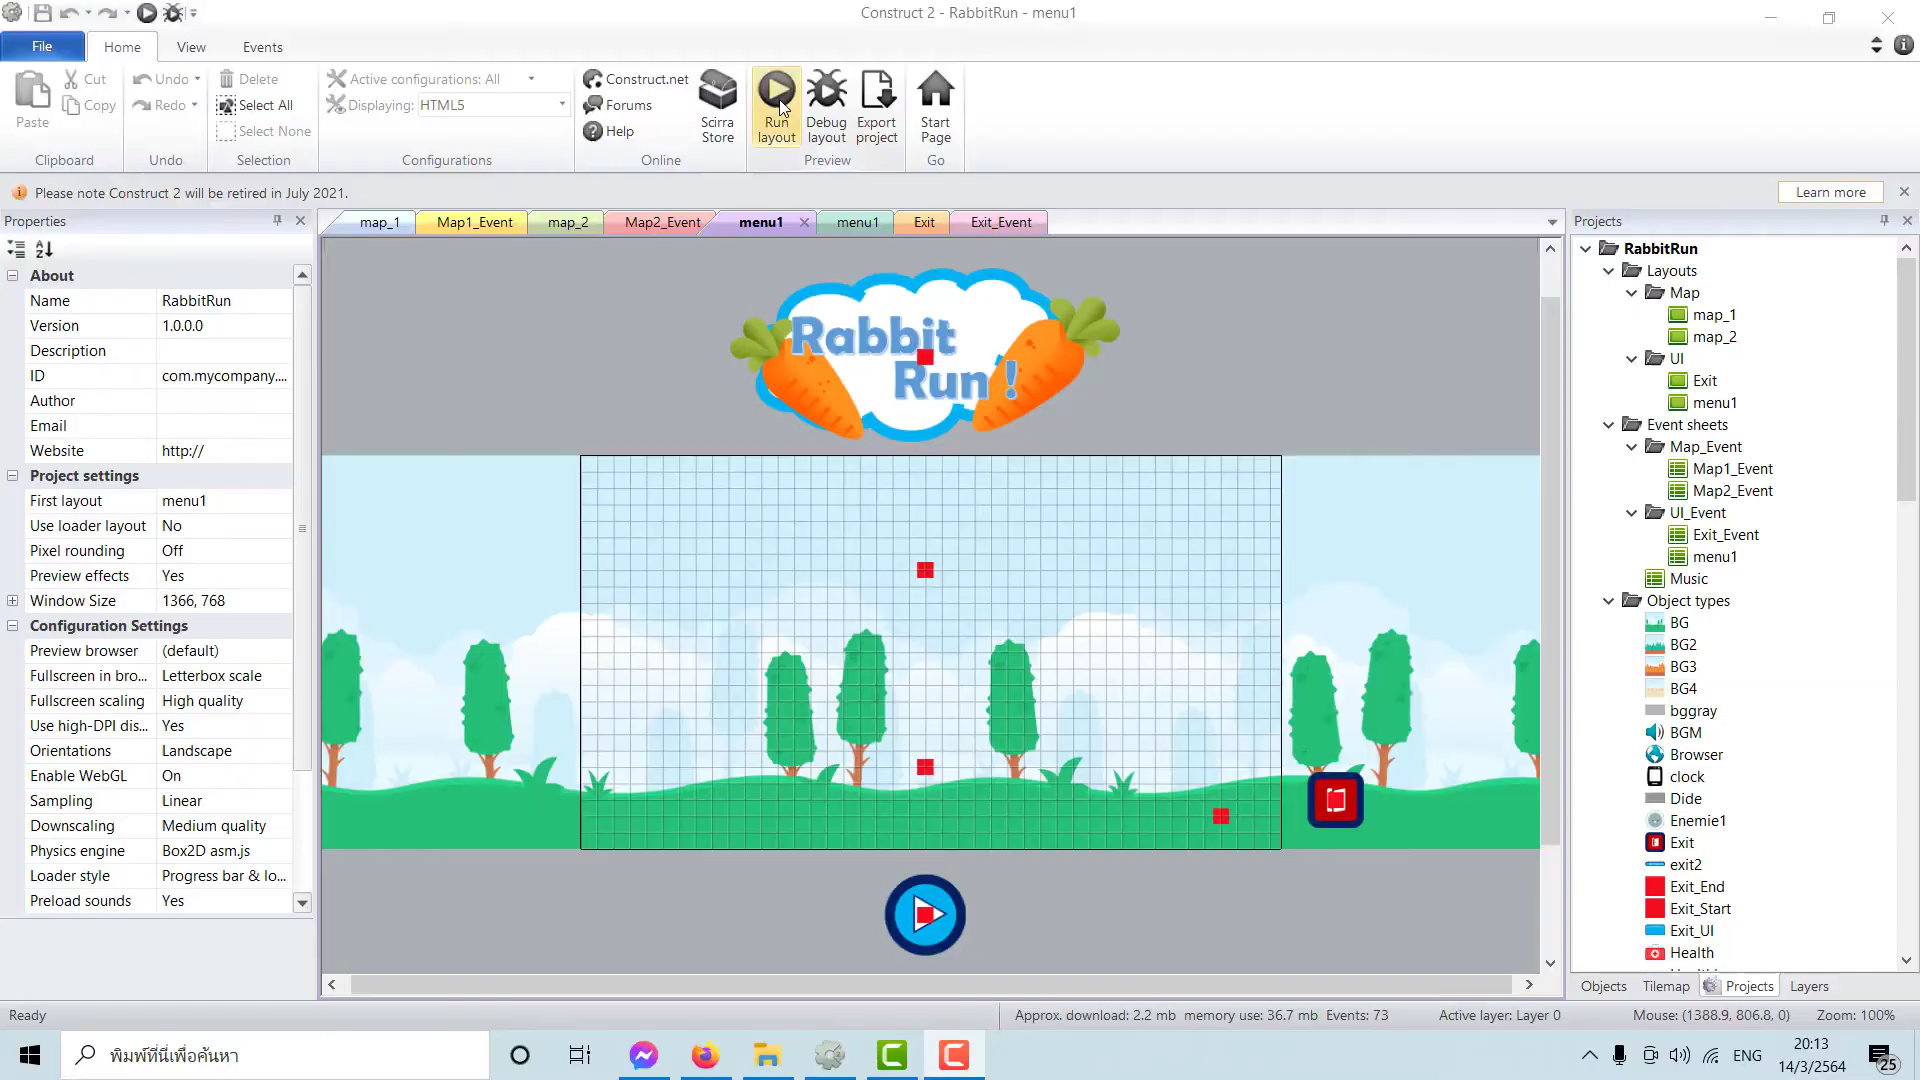 Construct 2 - RabbitRun - menu1
File
Home
View
Events
Paste
Cut
Copy
Clipboard
Undo
Redo
Undo
Delete
Select All
Select None
Selection
Active configurations: All
Displaying: HTML5
Configurations
Construct.net
Forums
Help
Online
Scirra
Store
Run
layout
Debug
layout
Export
project
Preview
Start
Page
Go
Please note Construct 2 will be retired in July 2021.
Learn more
Properties
About
Name RabbitRun
Version 1.0.0.0
Description
ID com.mycompany....
Author
Email
Website http://
Project settings
First layout menu1
Use loader layout No
Pixel rounding Off
Preview effects Yes
Window Size 1366, 768
Configuration Settings
Preview browser (default)
Fullscreen in bro... Letterbox scale
Fullscreen scaling High quality
Use high-DPI dis... Yes
Orientations Landscape
Enable WebGL On
Sampling Linear
Downscaling Medium quality
Physics engine Box2D asm.js
Loader style Progress bar & lo...
Preload sounds Yes
map_1
Map1_Event
map_2
Map2_Event
menu1
menu1
Exit
Exit_Event
Rabbit
Run !
Projects
RabbitRun
Layouts
Map
map_1
map_2
UI
Exit
menu1
Event sheets
Map_Event
Map1_Event
Map2_Event
UI_Event
Exit_Event
menu1
Music
Object types
BG
BG2
BG3
BG4
bggray
BGM
Browser
clock
Dide
Enemie1
Exit
exit2
Exit_End
Exit_Start
Exit_UI
Health
Objects
Tilemap
Projects
Layers
Ready
Approx. download: 2.2 mb memory use: 36.7 mb Events: 73
Active layer: Layer 0
Mouse: (1388.9, 806.8, 0)
Zoom: 100%
พิมพ์ที่นี่เพื่อค้นหา
ENG
20:13
14/3/2564
25